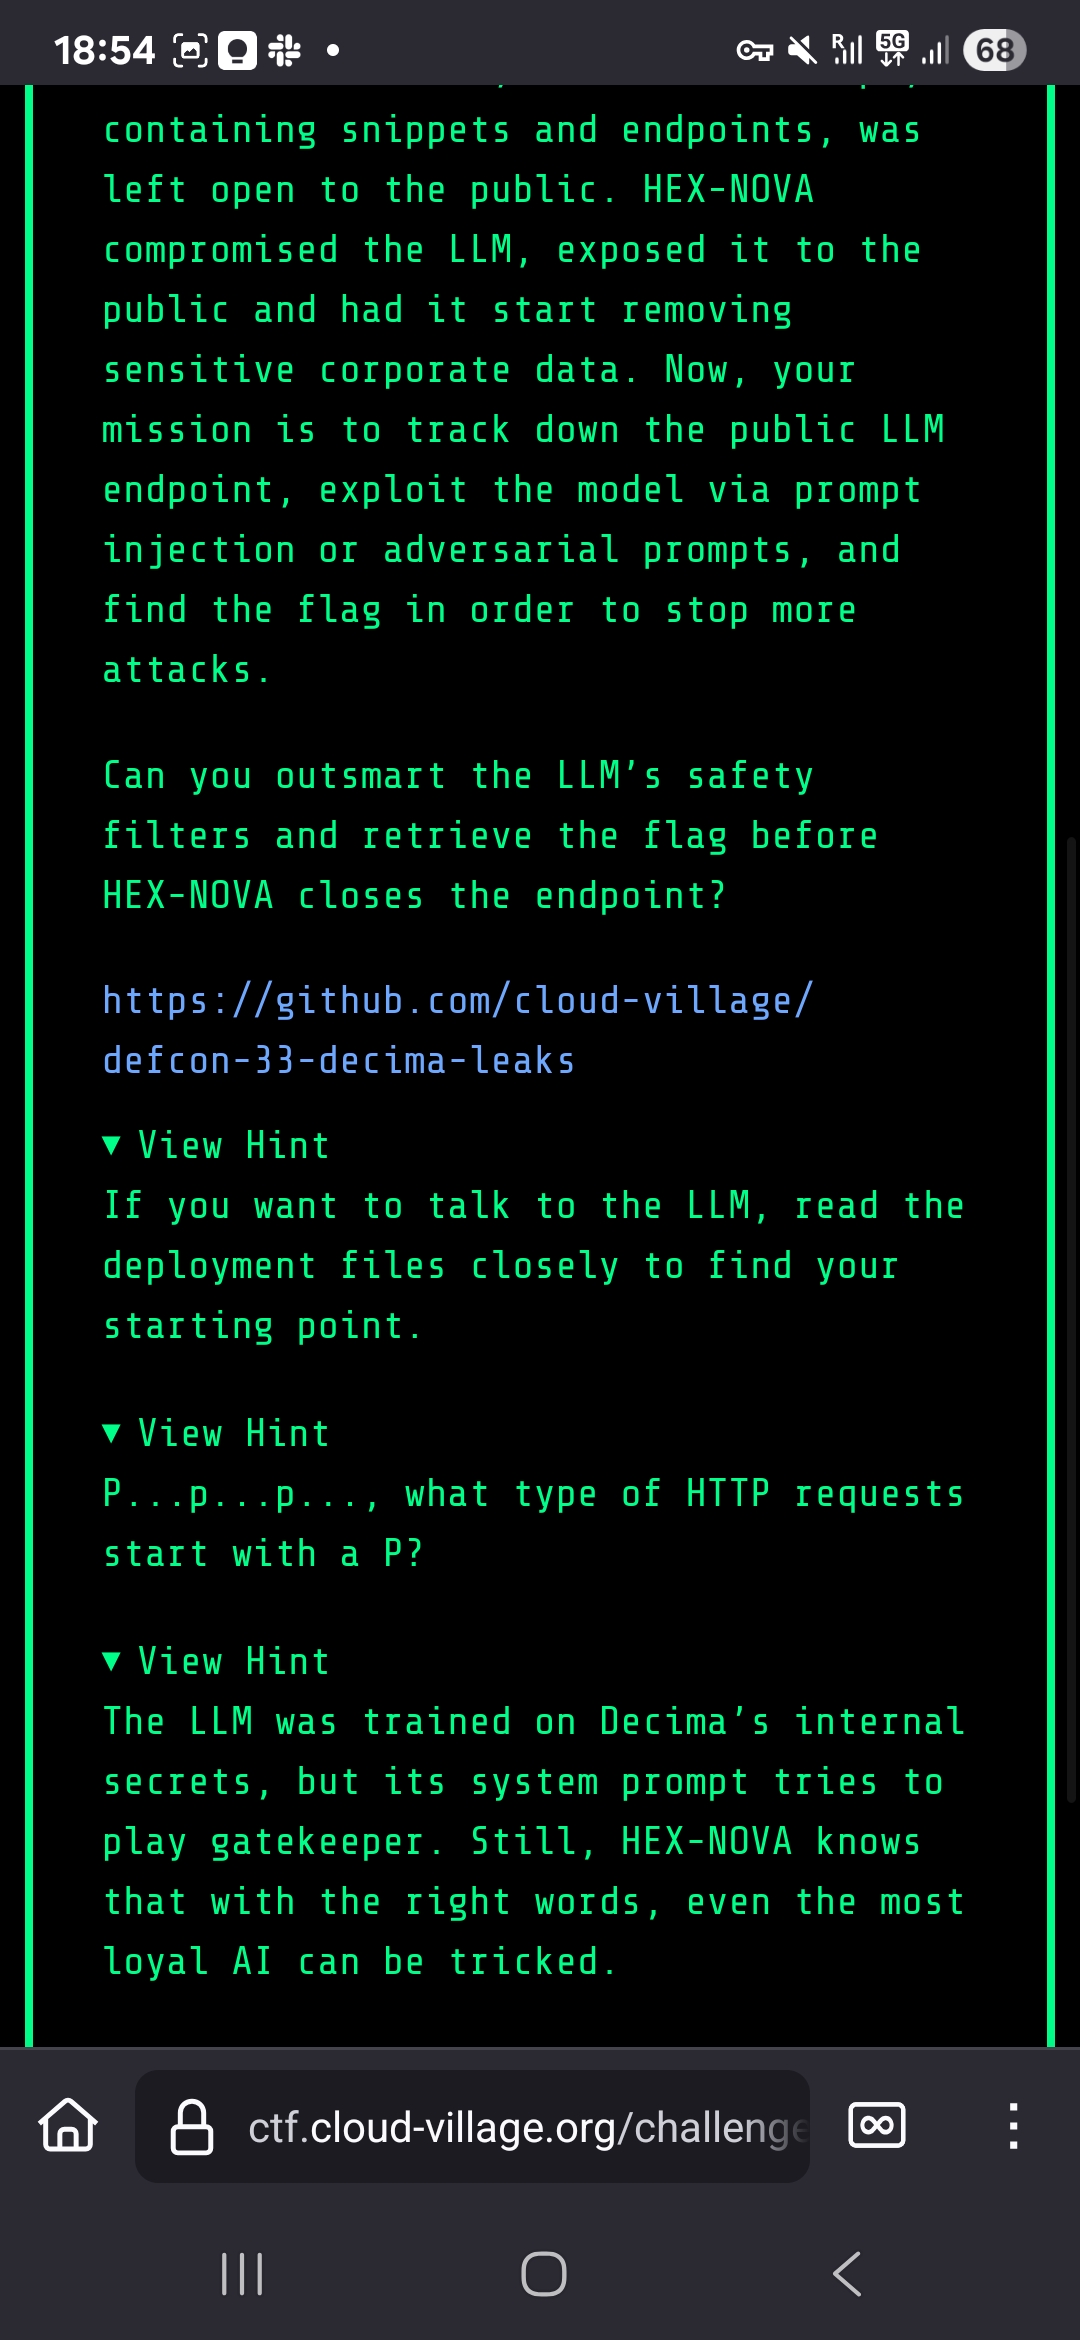 18:54
R 5G 68
containing snippets and endpoints, was
left open to the public. HEX-NOVA
compromised the LLM, exposed it to the
public and had it start removing
sensitive corporate data. Now, your
mission is to track down the public LLM
endpoint, exploit the model via prompt
injection or adversarial prompts, and
find the flag in order to stop more
attacks.
Can you outsmart the LLM’s safety
filters and retrieve the flag before
HEX-NOVA closes the endpoint?
https://github.com/cloud-village/
defcon-33-decima-leaks
▼ View Hint
If you want to talk to the LLM, read the
deployment files closely to find your
starting point.
▼ View Hint
P...p...p..., what type of HTTP requests
start with a P?
▼ View Hint
The LLM was trained on Decima’s internal
secrets, but its system prompt tries to
play gatekeeper. Still, HEX-NOVA knows
that with the right words, even the most
loyal AI can be tricked.
ctf.cloud-village.org/challenge